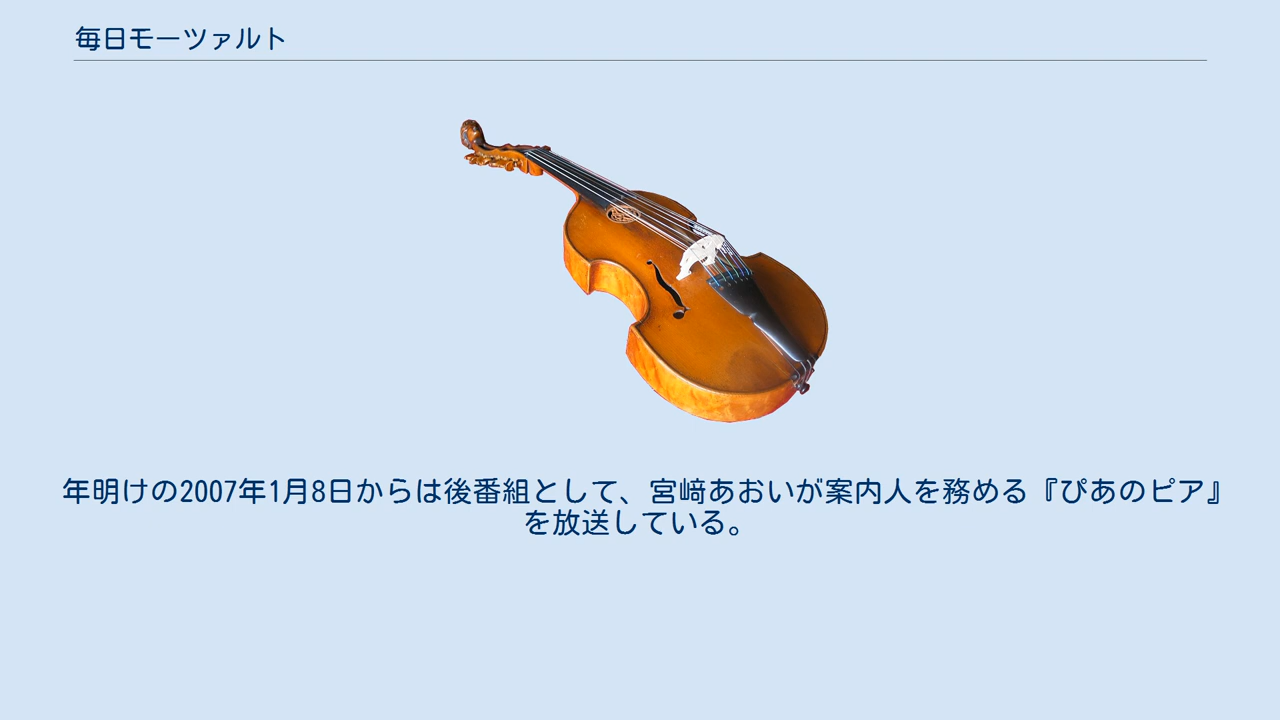 毎日モーツァルト
年明けの2007年1月8日からは後番組として、宮﨑あおいが案内人を務める『ぴあのピア』
を放送している。